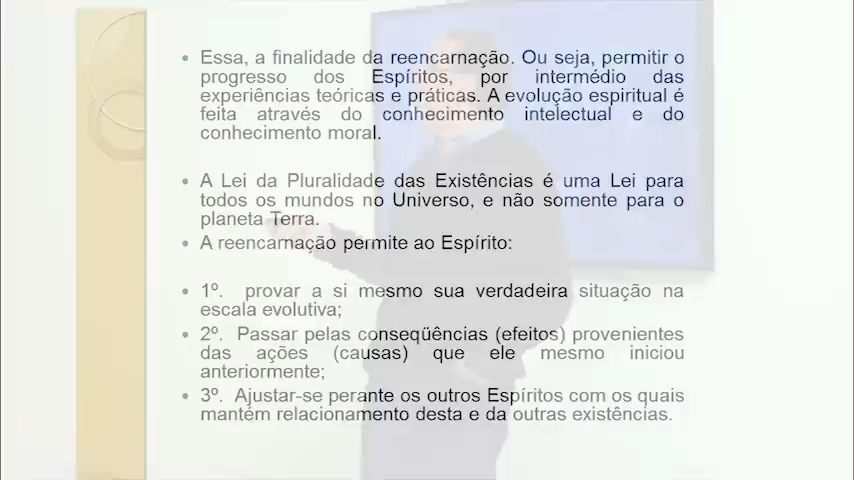 Essa, a finalidade da reencarnação. Ou seja, permitir o
progresso dos Espíritos, por intermédio das
experiências teóricas e práticas. A evolução espiritual é
feita através do conhecimento intelectual e do
conhecimento moral.
A Lei da Pluralidade das Existências é uma Lei para
todos os mundos no Universo, e não somente para o
planeta Terra.
A reencarnação permite ao Espírito:
1º. provar a si mesmo sua verdadeira situação na
escala evolutiva;
2º. Passar pelas conseqüências (efeitos) provenientes
das ações (causas) que ele mesmo iniciou
anteriormente;
3º. Ajustar-se perante os outros Espíritos com os quais
mantém relacionamento desta e da outras existências.